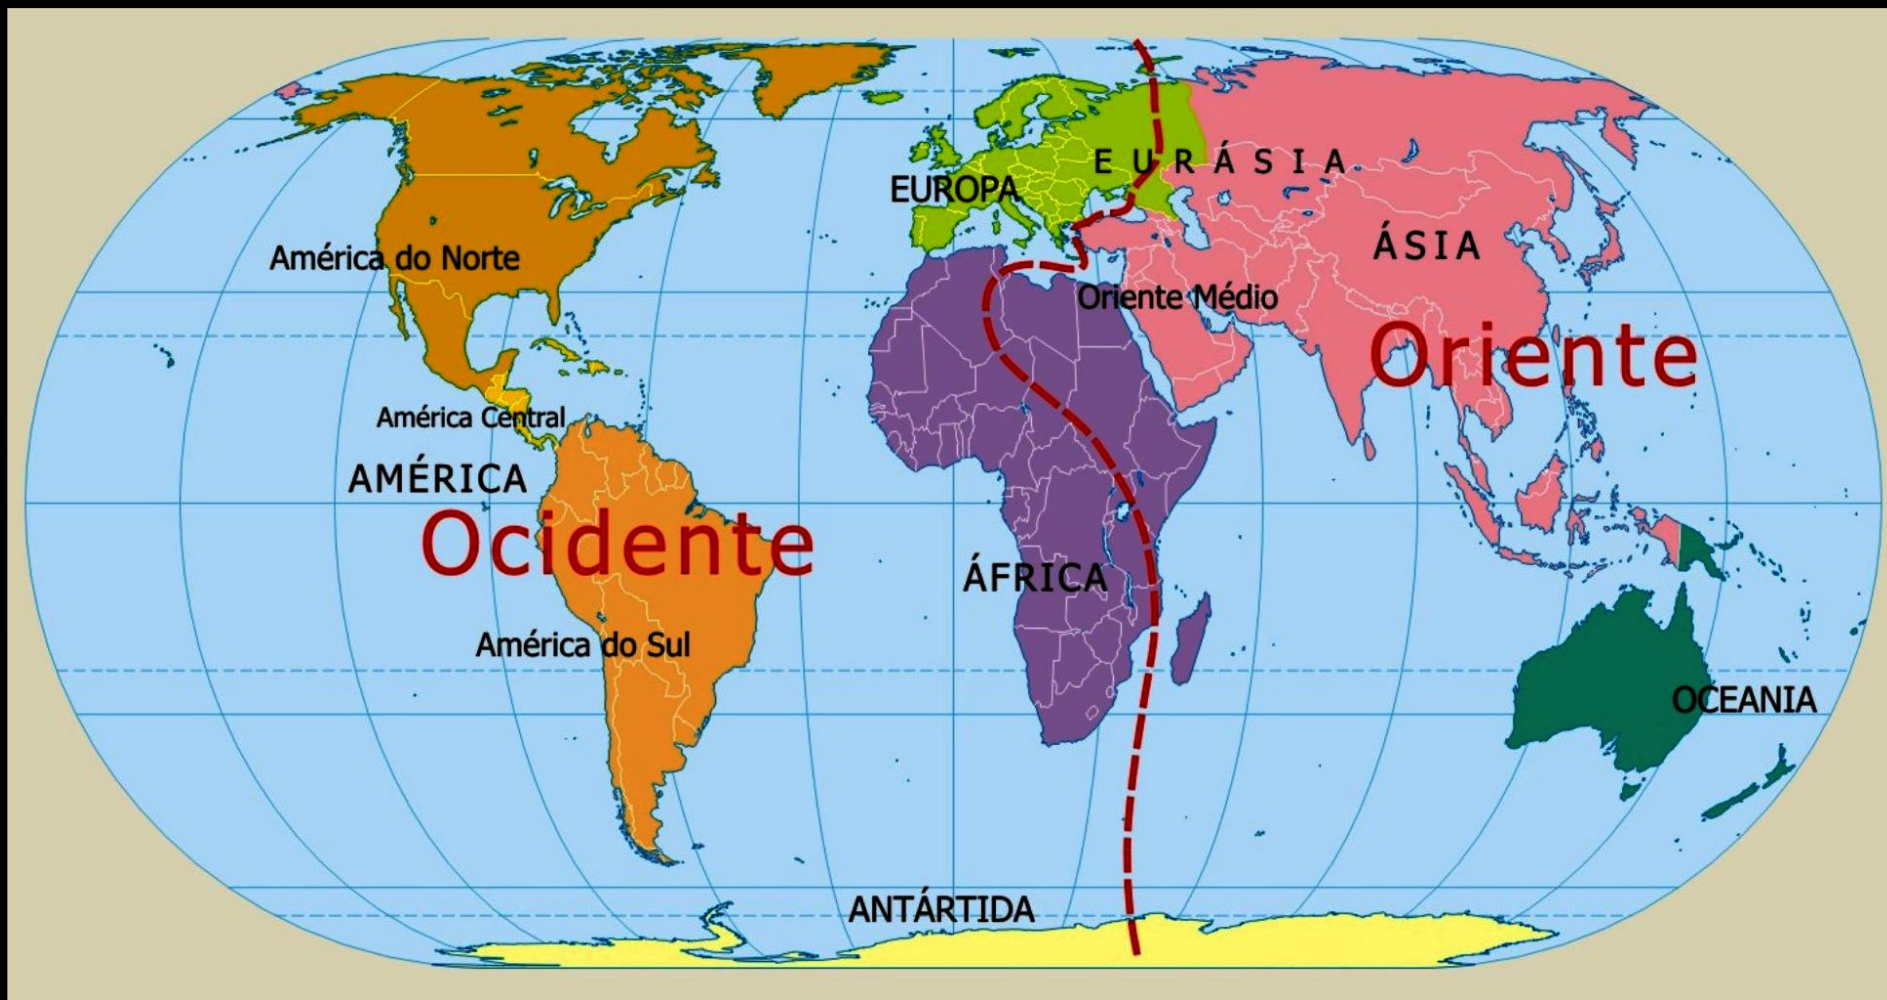 EURÁSIA
EUROPA
América do Norte
ÁSIA
Oriente Médio
Oriente
América Central
AMÉRICA
Ocidente
ÁFRICA
América do Sul
OCEANIA
ANTÁRTIDA